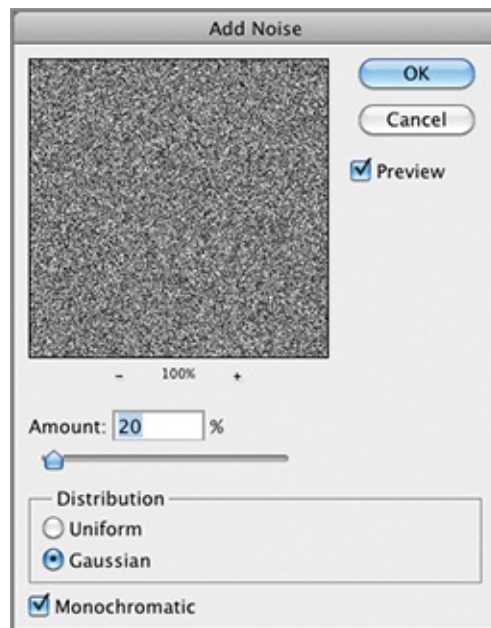 Add Noise
OK
Cancel
Preview
- 100% +
Amount: 20 %
Distribution
Uniform
Gaussian
Monochromatic